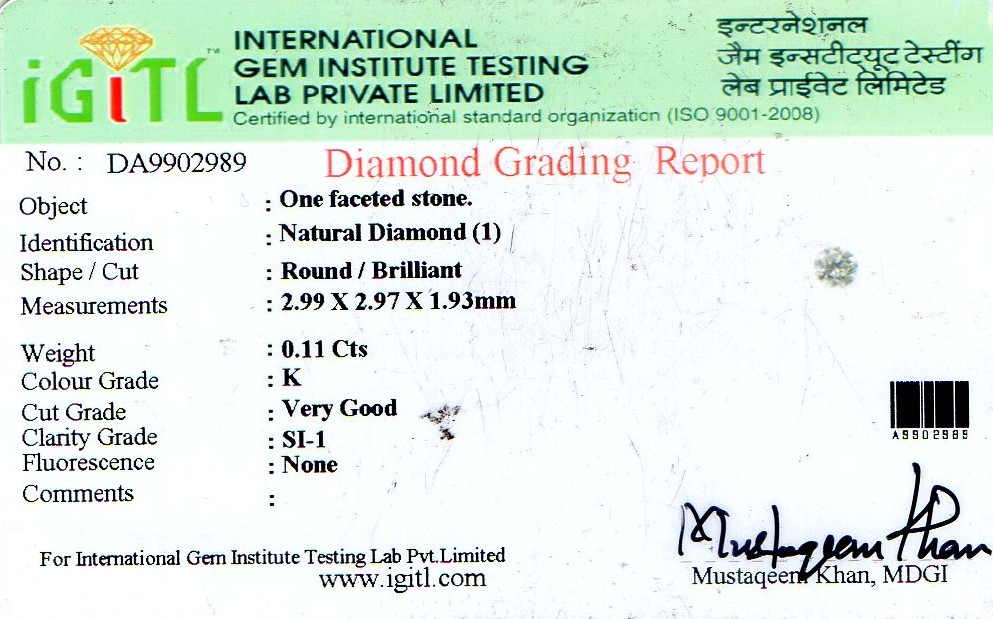 iGiTL™
INTERNATIONAL
GEM INSTITUTE TESTING
LAB PRIVATE LIMITED
Certified by international standard organization (ISO 9001-2008)
इन्टरनेशनल
जैम इन्सटीट्यूट टेस्टींग
लेब प्राईवेट लिमिटेड
No. : DA9902989
Diamond Grading Report
Object : One faceted stone.
Identification : Natural Diamond (1)
Shape / Cut : Round / Brilliant
Measurements : 2.99 X 2.97 X 1.93mm
Weight : 0.11 Cts
Colour Grade : K
Cut Grade : Very Good
Clarity Grade : SI-1
Fluorescence : None
Comments :
A9902989
Mustaqeem Khan
Mustaqeem Khan, MDGI
For International Gem Institute Testing Lab Pvt.Limited
www.igitl.com